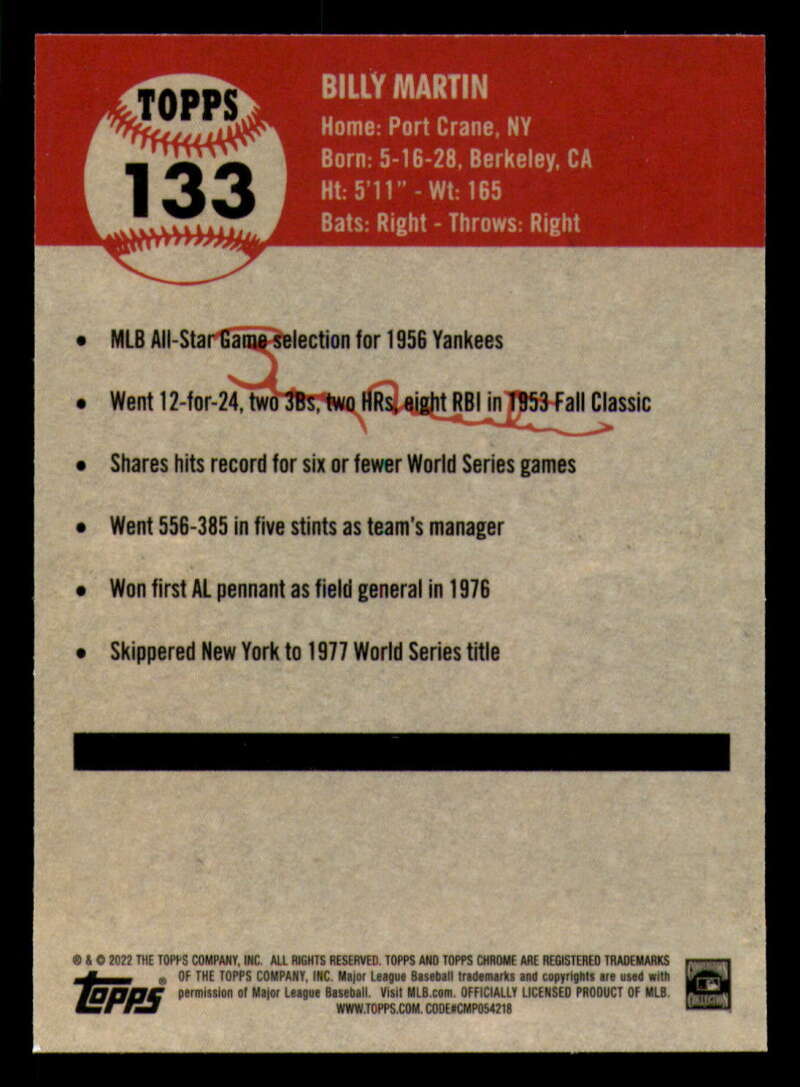 TOPPS
133
BILLY MARTIN
Home: Port Crane, NY
Born: 5-16-28, Berkeley, CA
Ht: 5'11" - Wt: 165
Bats: Right - Throws: Right
• MLB All-Star Game selection for 1956 Yankees
• Went 12-for-24, two 3Bs, two HRs, eight RBI in 1953 Fall Classic
• Shares hits record for six or fewer World Series games
• Went 556-385 in five stints as team's manager
• Won first AL pennant as field general in 1976
• Skippered New York to 1977 World Series title
® & © 2022 THE TOPPS COMPANY, INC. ALL RIGHTS RESERVED. TOPPS AND TOPPS CHROME ARE REGISTERED TRADEMARKS
OF THE TOPPS COMPANY, INC. Major League Baseball trademarks and copyrights are used with
permission of Major League Baseball. Visit MLB.com. OFFICIALLY LICENSED PRODUCT OF MLB.
WWW.TOPPS.COM. CODE#CMP054218
Topps ®